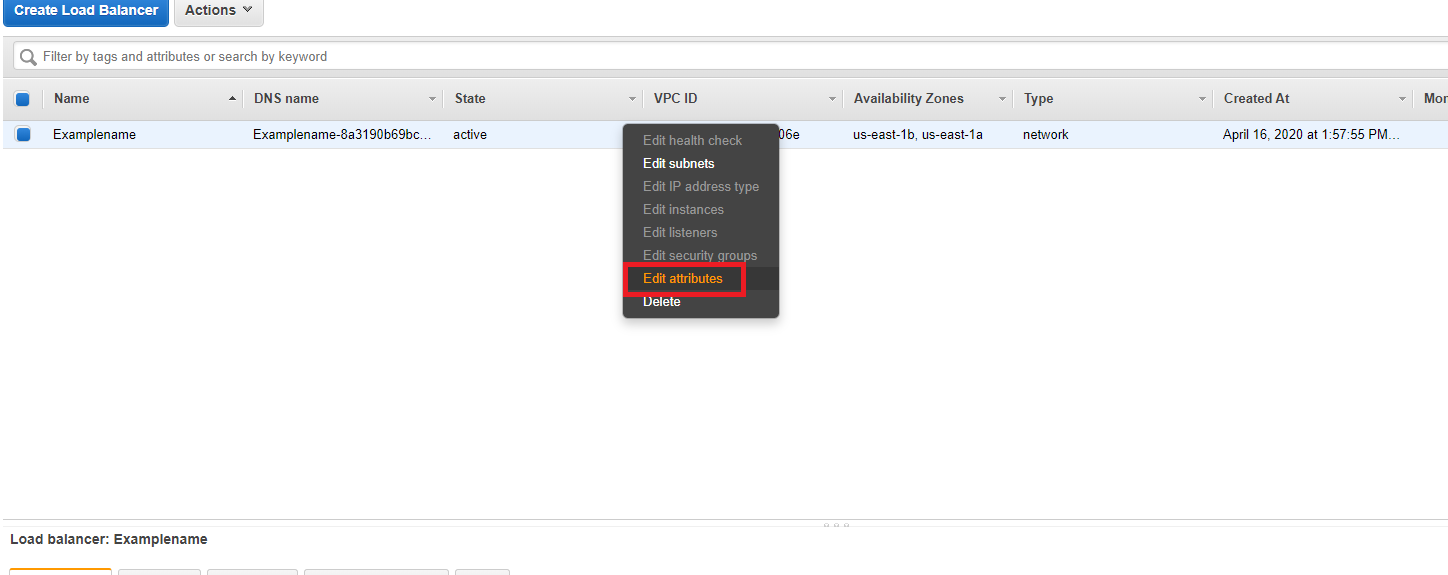 Create Load Balancer Actions
Filter by tags and attributes or search by keyword
Name DNS name State VPC ID Availability Zones Type Created At Mon
Examplename Examplename-8a3190b69bc... active 06e us-east-1b, us-east-1a network April 16, 2020 at 1:57:55 PM...
Edit health check
Edit subnets
Edit IP address type
Edit instances
Edit listeners
Edit security groups
Edit attributes
Delete
Load balancer: Examplename